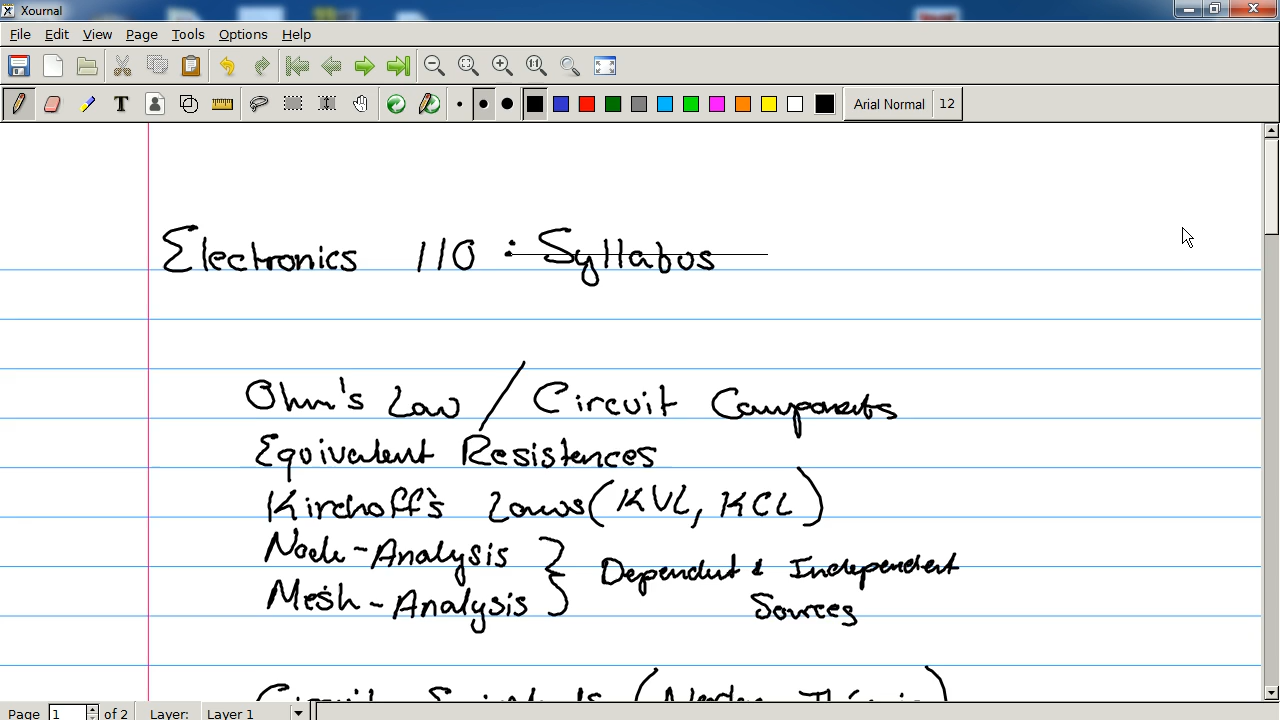 Xournal
File Edit View Page Tools Options Help
Arial Normal 12
Electronics 110 : Syllabus
Ohm's Law / Circuit Components
Equivalent Resistences
Kirchoff's Laws (KVL, KCL)
Node-Analysis
Mesh-Analysis
Dependent & Independent
Sources
Circuit
Page 1 of 2 Layer: Layer 1